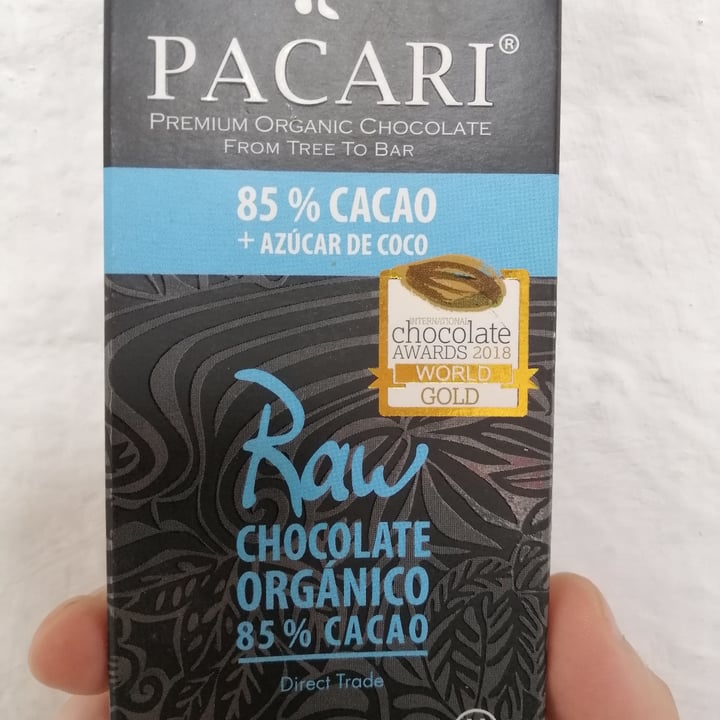 PACARI®
PREMIUM ORGANIC CHOCOLATE
FROM TREE TO BAR
85 % CACAO
+ AZÚCAR DE COCO
INTERNATIONAL
chocolate
AWARDS 2018
WORLD
GOLD
Raw
CHOCOLATE
ORGÁNICO
85 % CACAO
Direct Trade